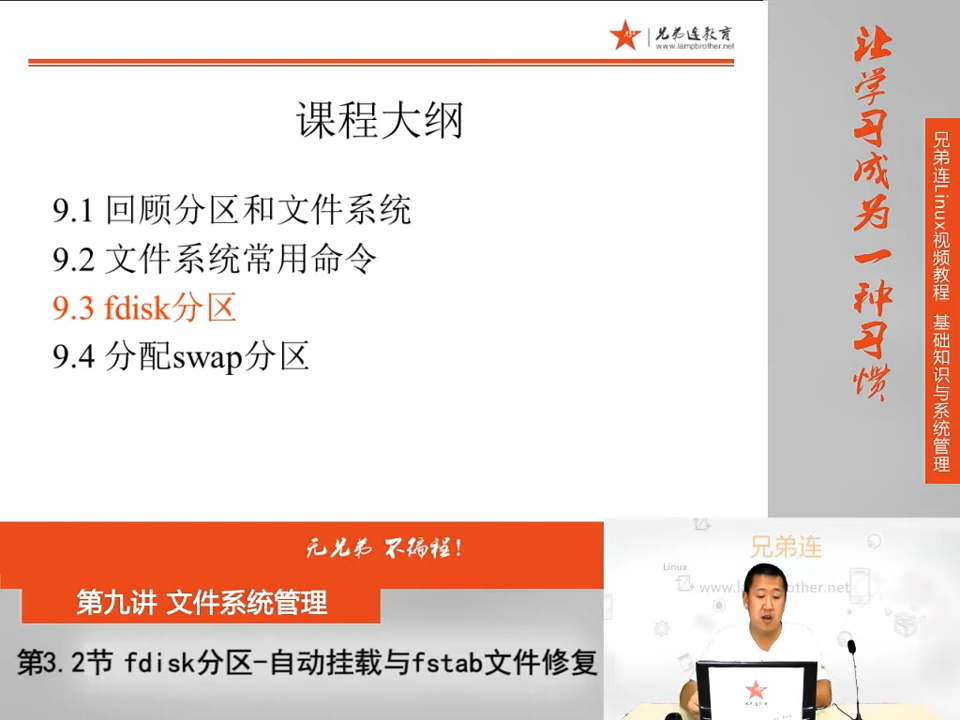 兄弟连教育
www.lampbrother.net
课程大纲
9.1 回顾分区和文件系统
9.2 文件系统常用命令
9.3 fdisk分区
9.4 分配swap分区
让学习成为一种习惯
兄弟连Linux视频教程 基础知识与系统管理
无兄弟 不编程!
第九讲 文件系统管理
第3.2节 fdisk分区-自动挂载与fstab文件修复
兄弟连
Linux
www.lampbrother.net